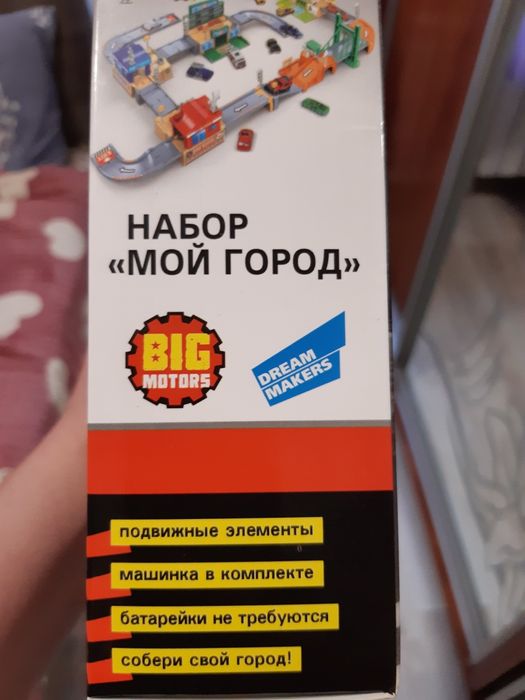 НАБОР
«МОЙ ГОРОД»
BIG
MOTORS
DREAM
MAKERS
подвижные элементы
машинка в комплекте
батарейки не требуются
собери свой город!